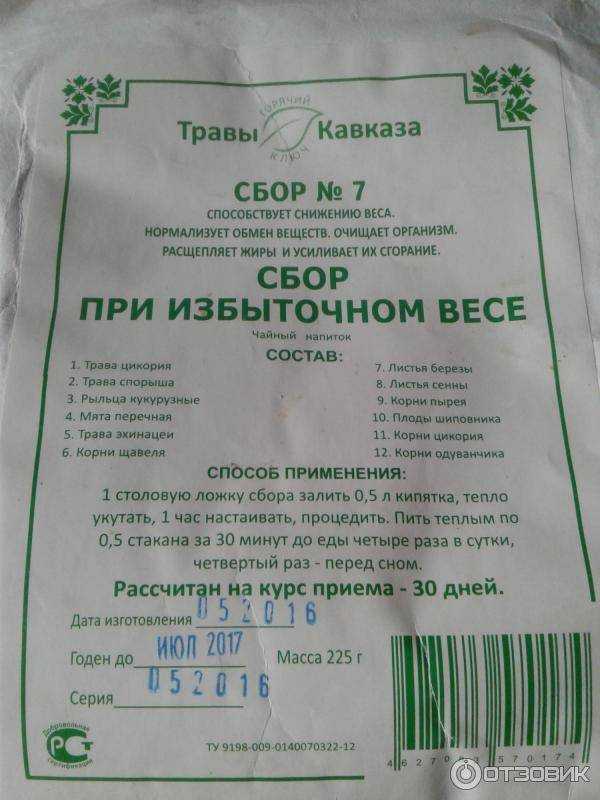 ГОРЯЧИЙ
Травы Кавказа
КЛЮЧ
СБОР № 7
СПОСОБСТВУЕТ СНИЖЕНИЮ ВЕСА.
НОРМАЛИЗУЕТ ОБМЕН ВЕЩЕСТВ. ОЧИЩАЕТ ОРГАНИЗМ.
РАСЩЕПЛЯЕТ ЖИРЫ И УСИЛИВАЕТ ИХ СГОРАНИЕ.
СБОР
ПРИ ИЗБЫТОЧНОМ ВЕСЕ
Чайный напиток
СОСТАВ:
1. Трава цикория
2. Трава спорыша
3. Рыльца кукурузные
4. Мята перечная
5. Трава эхинацеи
6. Корни щавеля
7. Листья березы
8. Листья сенны
9. Корни пырея
10. Плоды шиповника
11. Корни цикория
12. Корни одуванчика
СПОСОБ ПРИМЕНЕНИЯ:
1 столовую ложку сбора залить 0,5 л кипятка, тепло
укутать, 1 час настаивать, процедить. Пить теплым по
0,5 стакана за 30 минут до еды четыре раза в сутки,
четвертый раз - перед сном.
Рассчитан на курс приема - 30 дней.
Дата изготовления 052016
Годен до ИЮЛ 2017 Масса 225 г
Серия 052016
Добровольная
РСТ
сертификация
ТУ 9198-009-0140070322-12
ОТЗОВИК